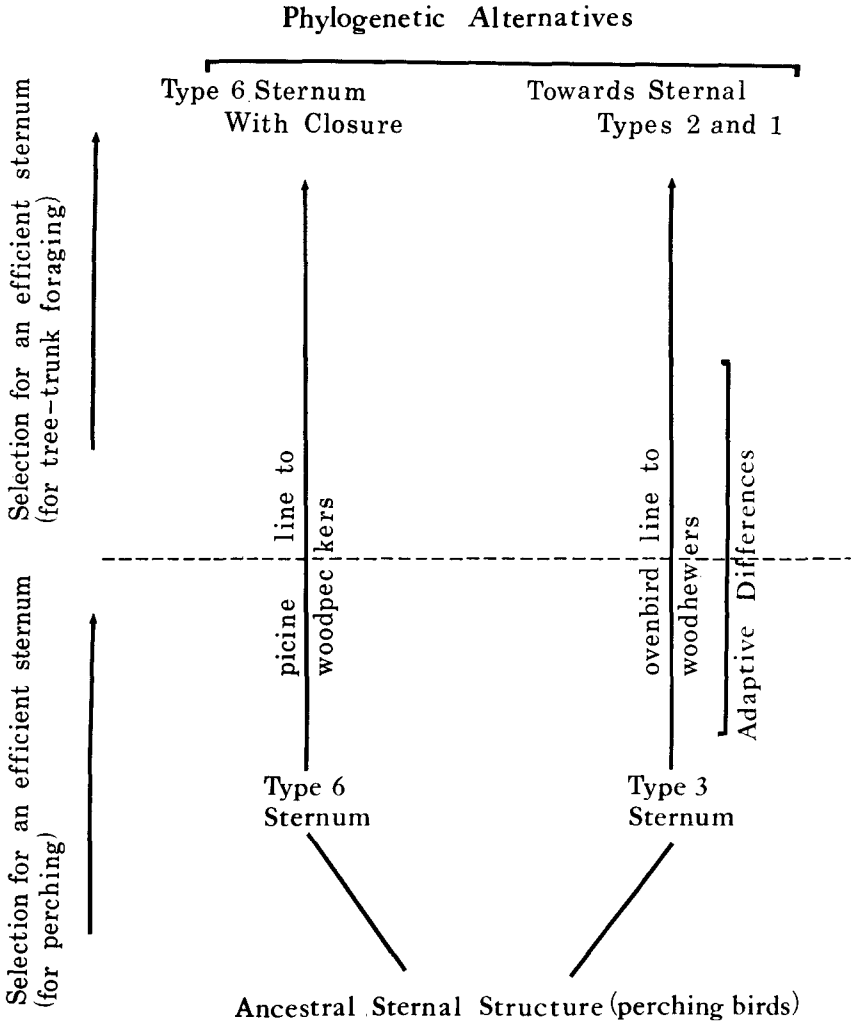 Phylogenetic Alternatives
Type 6 Sternum
With Closure
Towards Sternal
Types 2 and 1
Selection for an efficient sternum
(for tree-trunk foraging)
picine line to
woodpeckers
ovenbird line to
woodhewers
Adaptive Differences
Selection for an efficient sternum
(for perching)
Type 6
Sternum
Type 3
Sternum
Ancestral Sternal Structure (perching birds)